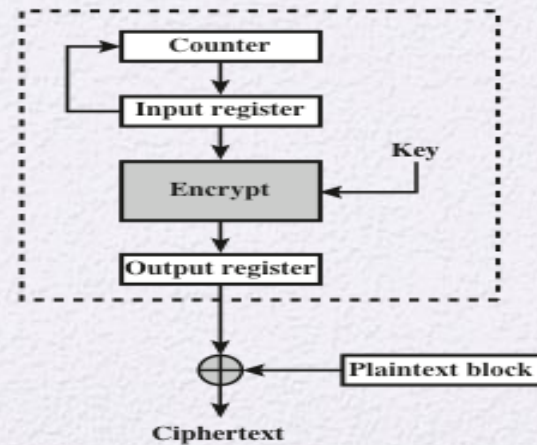 Counter
Input register
Key
Encrypt
Output register
Plaintext block
Ciphertext